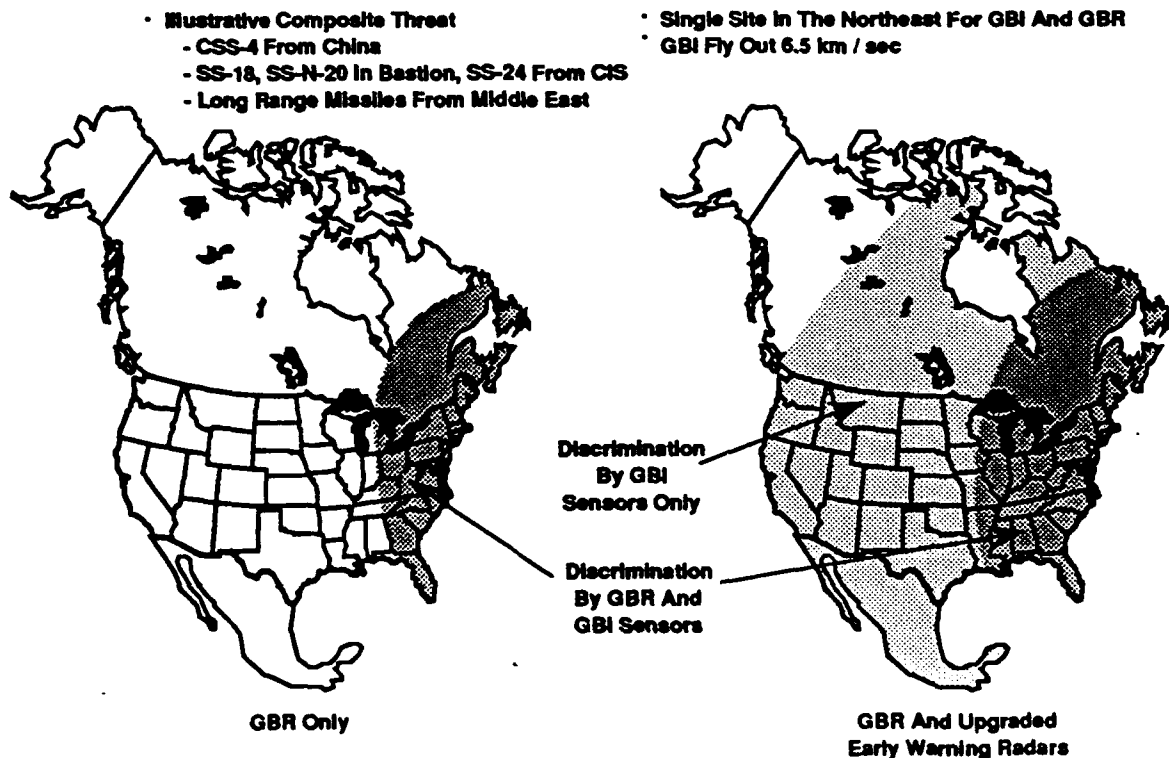 · Illustrative Composite Threat
- CSS-4 From China
- SS-18, SS-N-20 In Bastion, SS-24 From CIS
- Long Range Missiles From Middle East
· Single Site In The Northeast For GBI And GBR
· GBI Fly Out 6.5 km / sec
Discrimination
By GBI
Sensors Only
Discrimination
By GBR And
GBI Sensors
GBR Only
GBR And Upgraded
Early Warning Radars